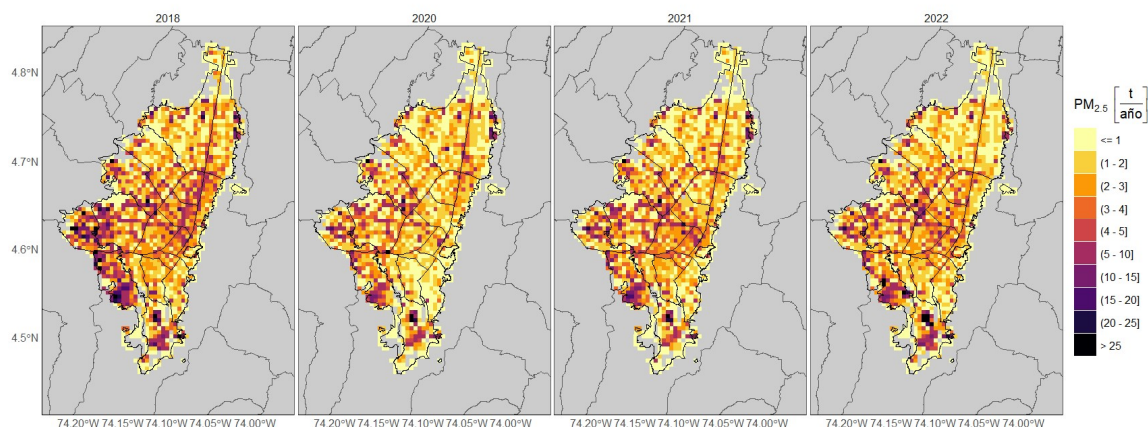 2018
2020
2021
2022
4.8°N
4.7°N
4.6°N
4.5°N
74.20°W 74.15°W 74.10°W 74.05°W 74.00°W
74.20°W 74.15°W 74.10°W 74.05°W 74.00°W
74.20°W 74.15°W 74.10°W 74.05°W 74.00°W
74.20°W 74.15°W 74.10°W 74.05°W 74.00°W
PM2.5 [t/año]
<= 1
(1 - 2]
(2 - 3]
(3 - 4]
(4 - 5]
(5 - 10]
(10 - 15]
(15 - 20]
(20 - 25]
> 25